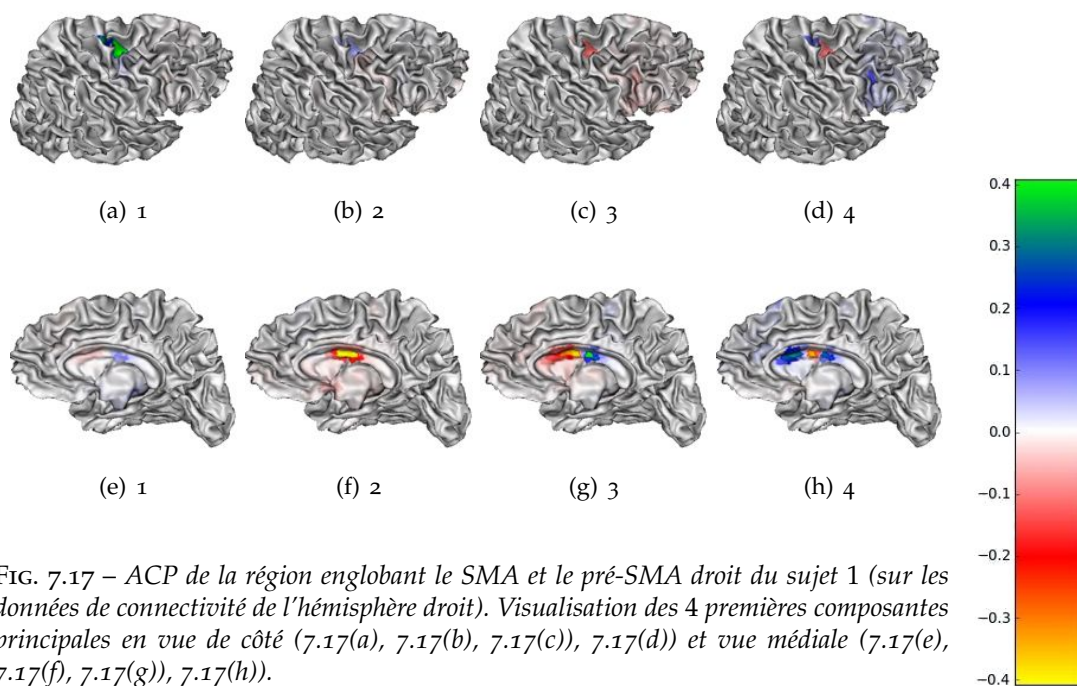 (a) 1 (b) 2 (c) 3 (d) 4
(e) 1 (f) 2 (g) 3 (h) 4
0.4
0.3
0.2
0.1
0.0
−0.1
−0.2
−0.3
−0.4
FIG. 7.17 – ACP de la région englobant le SMA et le pré-SMA droit du sujet 1 (sur les
données de connectivité de l'hémisphère droit). Visualisation des 4 premières composantes
principales en vue de côté (7.17(a), 7.17(b), 7.17(c)), 7.17(d)) et vue médiale (7.17(e),
7.17(f), 7.17(g)), 7.17(h)).